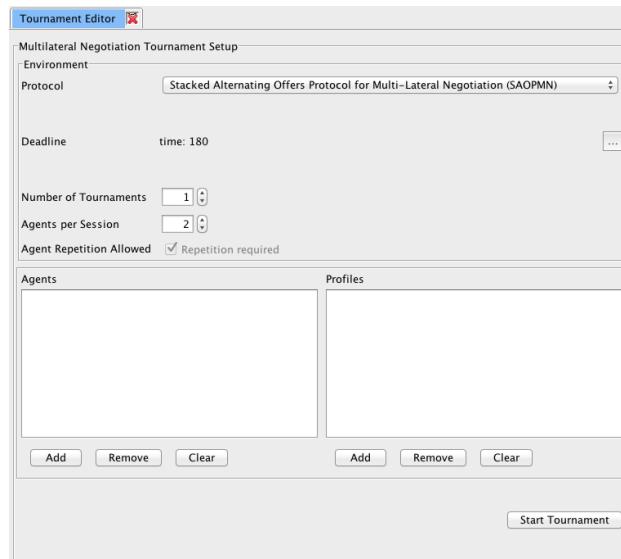 Tournament Editor
Multilateral Negotiation Tournament Setup
Environment
Protocol Stacked Alternating Offers Protocol for Multi-Lateral Negotiation (SAOPMN)
Deadline time: 180 ...
Number of Tournaments 1
Agents per Session 2
Agent Repetition Allowed Repetition required
Agents Profiles
Add Remove Clear Add Remove Clear
Start Tournament